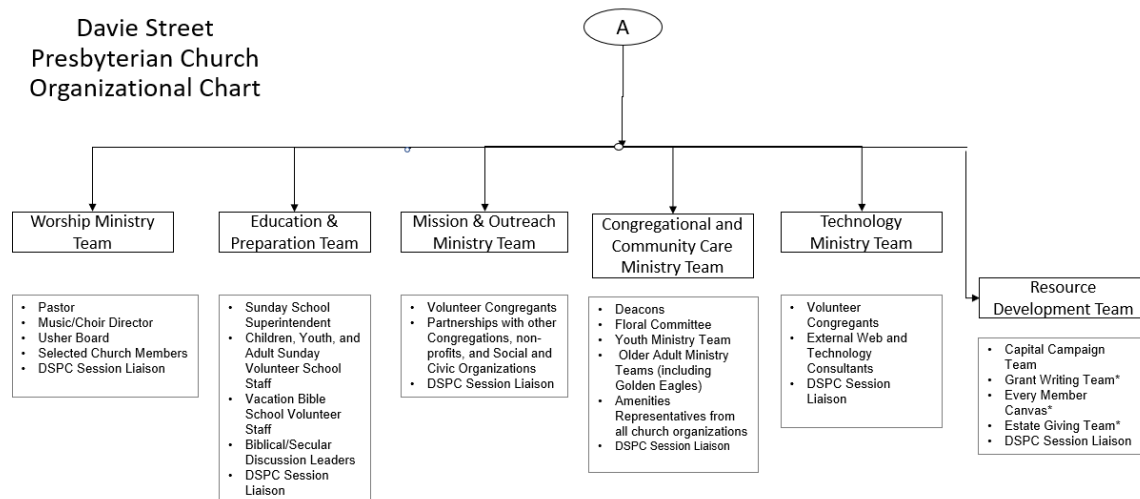 Davie Street
Presbyterian Church
Organizational Chart
A
Worship Ministry
Team
• Pastor
• Music/Choir Director
• Usher Board
• Selected Church Members
• DSPC Session Liaison
Education &
Preparation Team
• Sunday School
Superintendent
• Children, Youth, and
Adult Sunday
Volunteer School
Staff
• Vacation Bible
School Volunteer
Staff
• Biblical/Secular
Discussion Leaders
• DSPC Session
Liaison
Mission & Outreach
Ministry Team
• Volunteer Congregants
• Partnerships with other
Congregations, non-
profits, and Social and
Civic Organizations
• DSPC Session Liaison
Congregational and
Community Care
Ministry Team
• Deacons
• Floral Committee
• Youth Ministry Team
• Older Adult Ministry
Teams (including
Golden Eagles)
• Amenities
Representatives from
all church organizations
• DSPC Session Liaison
Technology
Ministry Team
• Volunteer
Congregants
• External Web and
Technology
Consultants
• DSPC Session
Liaison
Resource
Development Team
• Capital Campaign
Team
• Grant Writing Team*
• Every Member
Canvas*
• Estate Giving Team*
• DSPC Session Liaison